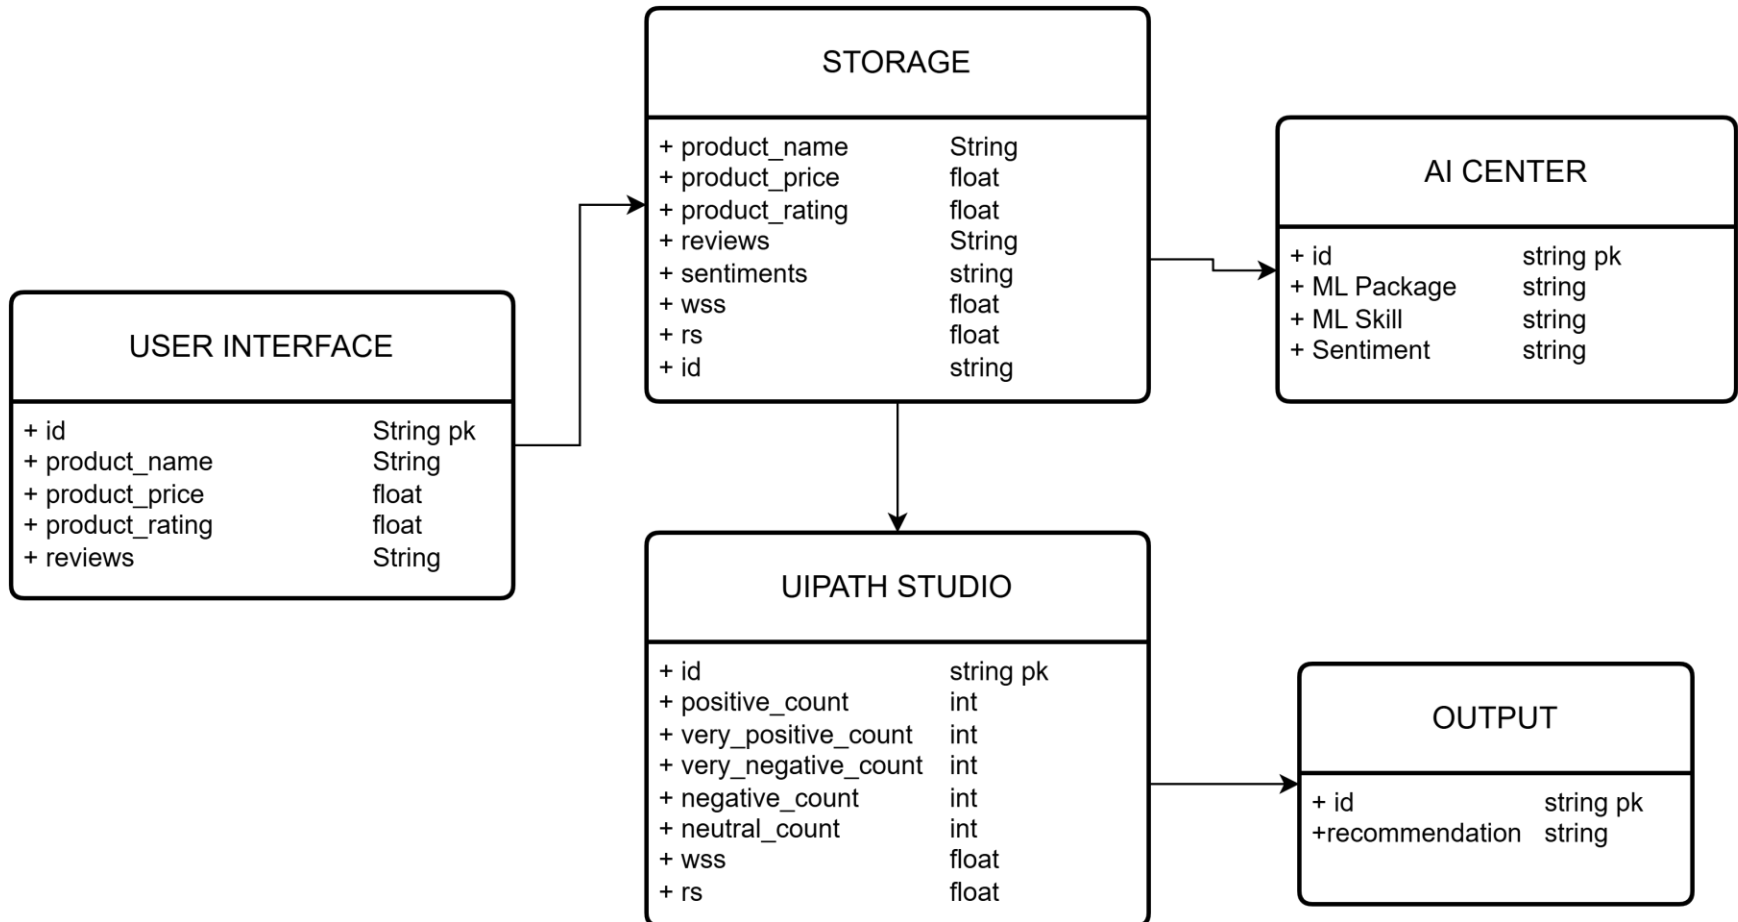 STORAGE
+ product_name String
+ product_price float
+ product_rating float
+ reviews String
+ sentiments string
+ wss float
+ rs float
+ id string
AI CENTER
+ id string pk
+ ML Package string
+ ML Skill string
+ Sentiment string
USER INTERFACE
+ id String pk
+ product_name String
+ product_price float
+ product_rating float
+ reviews String
UIPATH STUDIO
+ id string pk
+ positive_count int
+ very_positive_count int
+ very_negative_count int
+ negative_count int
+ neutral_count int
+ wss float
+ rs float
OUTPUT
+ id string pk
+recommendation string